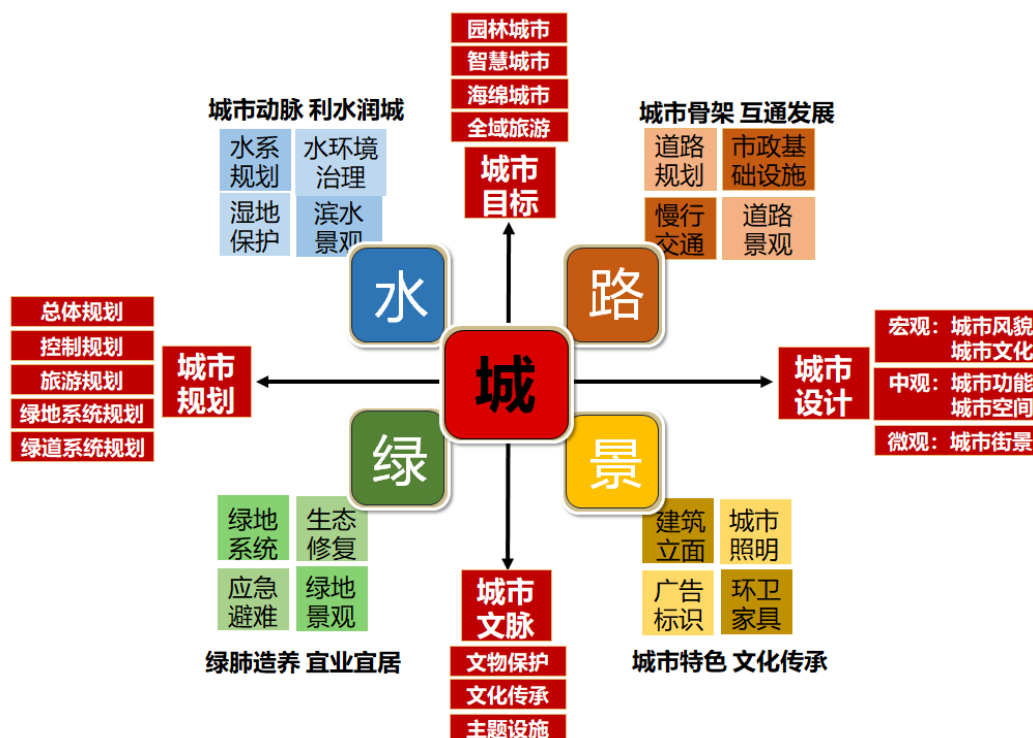 园林城市
智慧城市
海绵城市
全域旅游
城市
目标
城市动脉 利水润城
水系
规划
水环境
治理
湿地
保护
滨水
景观
城市骨架 互通发展
道路
规划
市政基
础设施
慢行
交通
道路
景观
水
路
城
绿
景
总体规划
控制规划
旅游规划
绿地系统规划
绿道系统规划
城市
规划
城市
设计
宏观：城市风貌
城市文化
中观：城市功能
城市空间
微观：城市街景
绿地
系统
生态
修复
应急
避难
绿地
景观
绿肺造养 宜业宜居
建筑
立面
城市
照明
广告
标识
环卫
家具
城市特色 文化传承
城市
文脉
文物保护
文化传承
主题设施